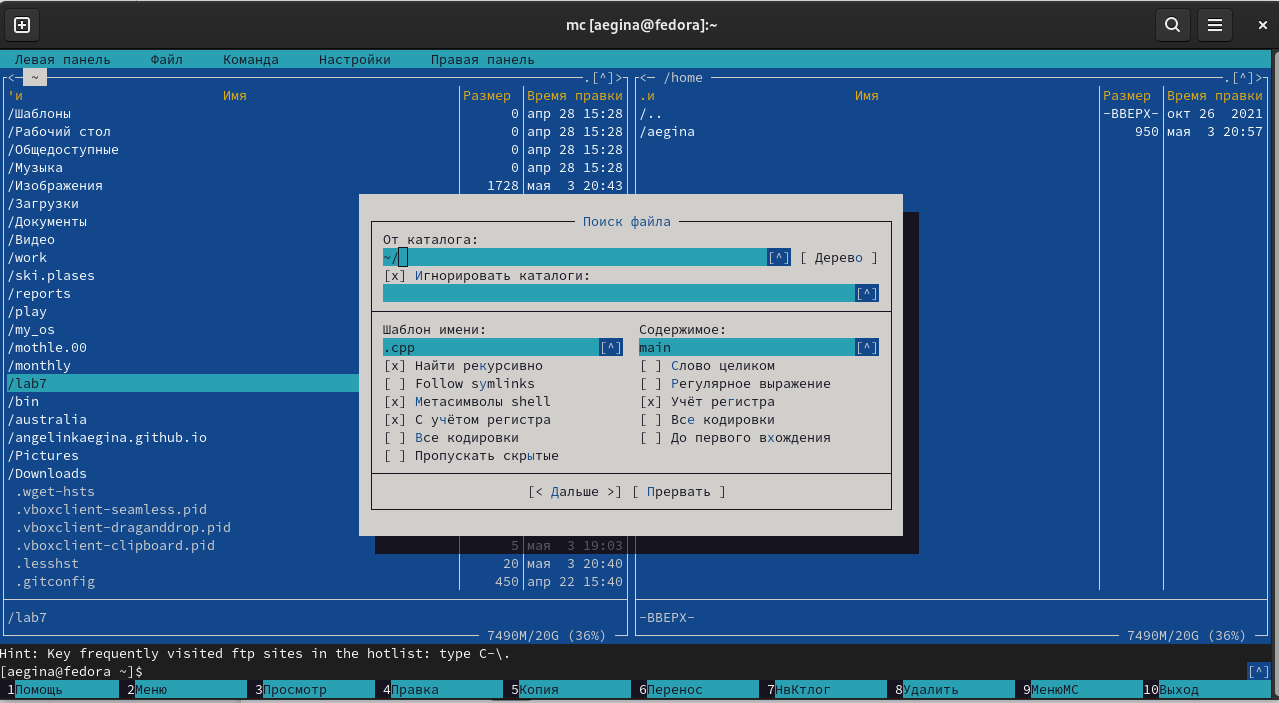 mc [aegina@fedora]:~
Левая панель Файл Команда Настройки Правая панель
<─ ~ .[^]>
'и Имя Размер Время правки
/Шаблоны 0 апр 28 15:28
/Рабочий стол 0 апр 28 15:28
/Общедоступные 0 апр 28 15:28
/Музыка 0 апр 28 15:28
/Изображения 1728 мая 3 20:43
/Загрузки
/Документы
/Видео
/work
/ski.plases
/reports
/play
/my_os
/mothle.00
/monthly
/lab7
/bin
/australia
/angelinkaegina.github.io
/Pictures
/Downloads
.wget-hsts
.vboxclient-seamless.pid
.vboxclient-draganddrop.pid
.vboxclient-clipboard.pid 5 мая 3 19:03
.lesshst 20 мая 3 20:40
.gitconfig 450 апр 22 15:40
/lab7
7490M/20G (36%)
<─ /home .[^]>
.и Имя Размер Время правки
/.. -ВВЕРХ- окт 26 2021
/aegina 950 мая 3 20:57
-ВВЕРХ-
7490M/20G (36%)
Поиск файла
От каталога:
~/ [^] [ Дерево ]
[x] Игнорировать каталоги:
[^]
Шаблон имени: Содержимое:
.cpp [^] main [^]
[x] Найти рекурсивно [ ] Слово целиком
[ ] Follow symlinks [ ] Регулярное выражение
[x] Метасимволы shell [x] Учёт регистра
[x] С учётом регистра [ ] Все кодировки
[ ] Все кодировки [ ] До первого вхождения
[ ] Пропускать скрытые
[< Дальше >] [ Прервать ]
Hint: Key frequently visited ftp sites in the hotlist: type C-\.
[aegina@fedora ~]$ [^]
1Помощь 2Меню 3Просмотр 4Правка 5Копия 6Перенос 7НвКтлог 8Удалить 9МенюМС 10Выход